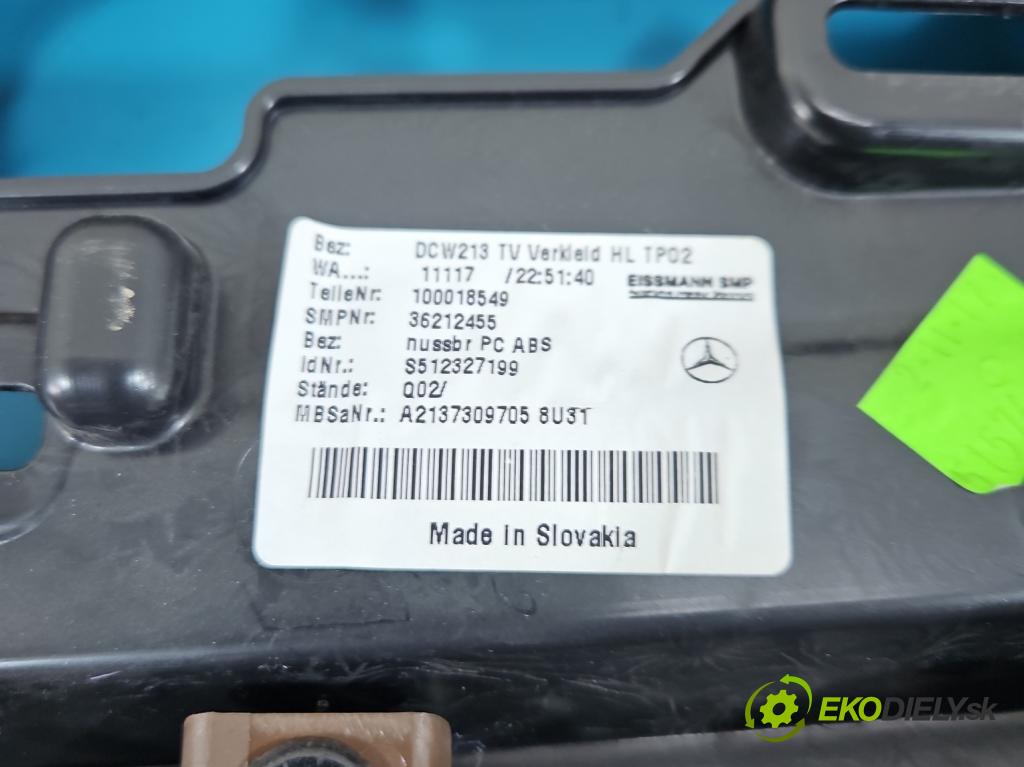 Bez: DCW213 TV Verkleid HL TP02
WA...: 11117 /22:51:40 EISSMANN SMP
TeileNr: 100018549
SMPNr: 36212455
Bez: nussbr PC ABS
IdNr.: S512327199
Stände: Q02/
MBSaNr.: A2137309705 8U31
Made in Slovakia
EKODIELY.sk